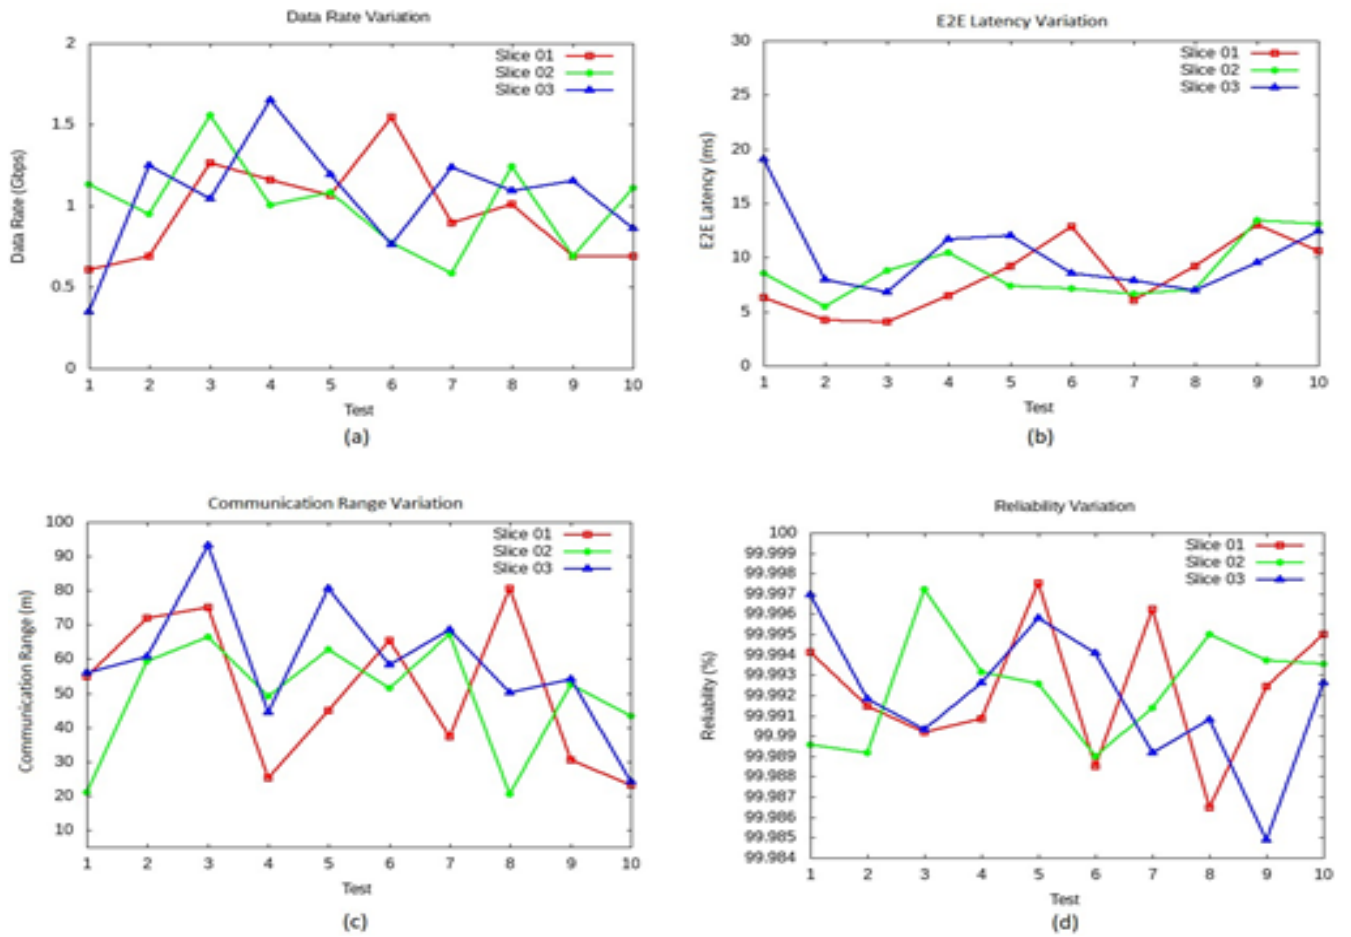 Data Rate Variation
2
1.5
1
0.5
0
Data Rate (Gbps)
Slice 01
Slice 02
Slice 03
1 2 3 4 5 6 7 8 9 10
Test
(a)
E2E Latency Variation
30
25
20
15
10
5
0
E2E Latency (ms)
Slice 01
Slice 02
Slice 03
1 2 3 4 5 6 7 8 9 10
Test
(b)
Communication Range Variation
100
90
80
70
60
50
40
30
20
10
Communication Range (m)
Slice 01
Slice 02
Slice 03
1 2 3 4 5 6 7 8 9 10
Test
(c)
Reliability Variation
100
99.999
99.998
99.997
99.996
99.995
99.994
99.993
99.992
99.991
99.99
99.989
99.988
99.987
99.986
99.985
99.984
Reliability (%)
Slice 01
Slice 02
Slice 03
1 2 3 4 5 6 7 8 9 10
Test
(d)